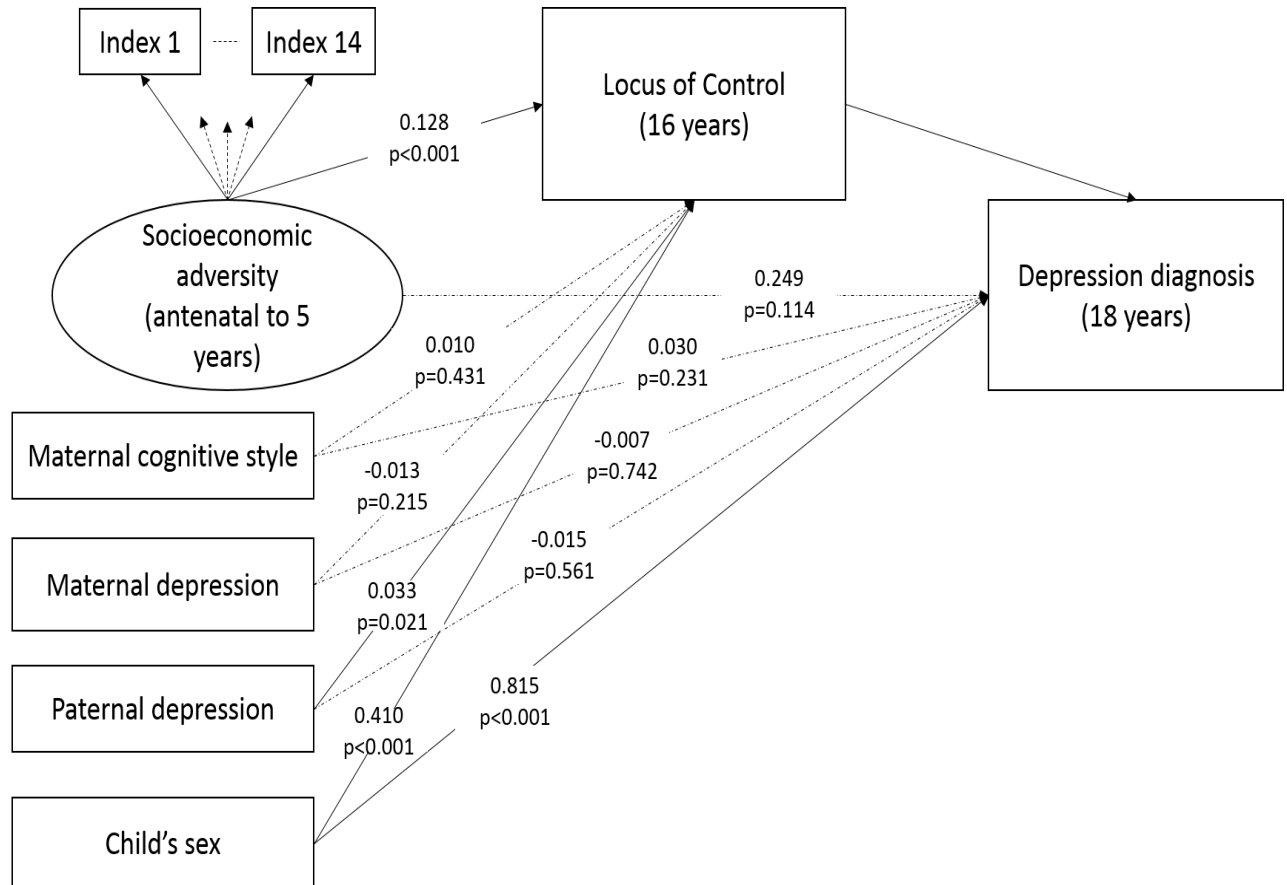 Index 1
Index 14
Locus of Control
(16 years)
0.128
p<0.001
Socioeconomic
adversity
(antenatal to 5
years)
Depression diagnosis
(18 years)
0.249
p=0.114
0.010
p=0.431
0.030
p=0.231
Maternal cognitive style
-0.007
p=0.742
-0.013
p=0.215
-0.015
p=0.561
Maternal depression
0.033
p=0.021
Paternal depression
0.815
p<0.001
0.410
p<0.001
Child’s sex